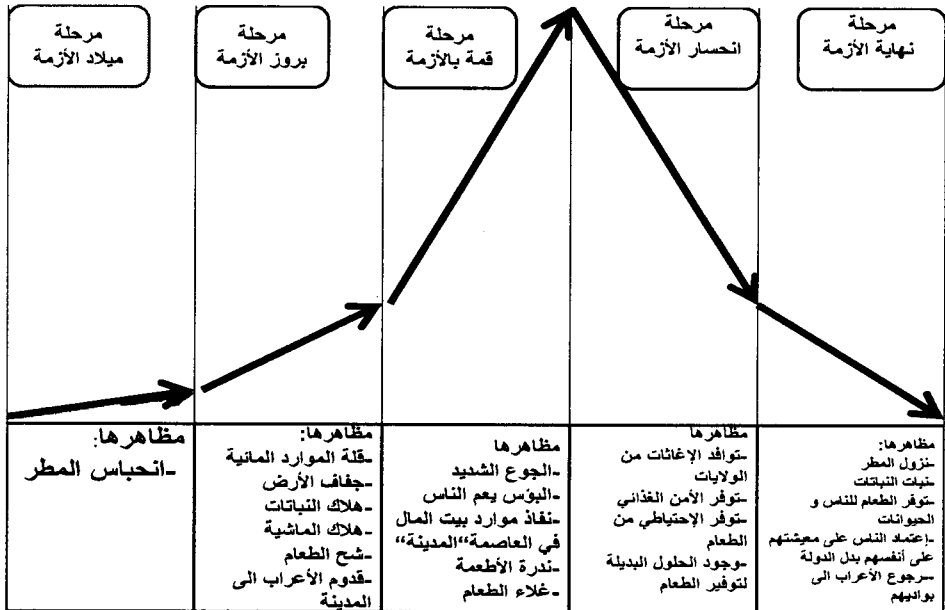 مرحلة
ميلاد الأزمة
مرحلة
بروز الأزمة
مرحلة
قمة بالأزمة
مرحلة
انحسار الأزمة
مرحلة
نهاية الأزمة
مظاهرها:
-انحباس المطر
مظاهرها:
-قلة الموارد المائية
-جفاف الأرض
-هلاك النباتات
-هلاك الماشية
-شح الطعام
-قدوم الأعراب الى
المدينة
مظاهرها
-الجوع الشديد
-البؤس يعم الناس
-نفاذ موارد بيت المال
في العاصمة“المدينة“
-ندرة الأطعمة
-غلاء الطعام
مظاهرها
-توافد الإغاثات من
الولايات
-توفر الأمن الغذائي
-توفر الإحتياطي من
الطعام
-وجود الحلول البديلة
لتوفير الطعام
مظاهرها:
-نزول المطر
-نبات النباتات
-توفر الطعام للناس و
الحيوانات
-إعتماد الناس على معيشتهم
على أنفسهم بدل الدولة
-رجوع الأعراب الى
بواديهم